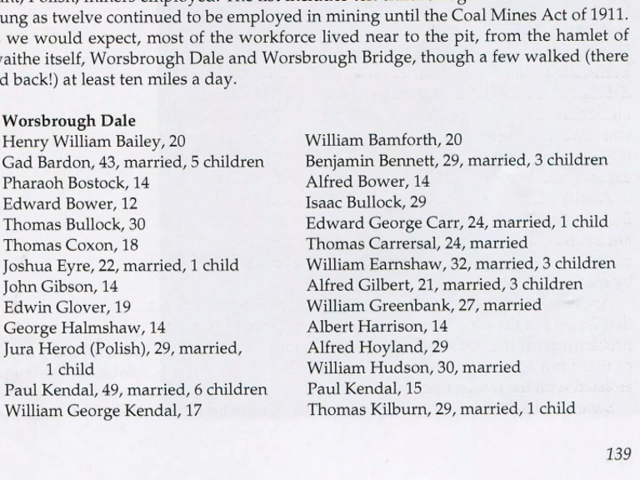 ung as twelve continued to be employed in mining until the Coal Mines Act of 1911.
we would expect, most of the workforce lived near to the pit, from the hamlet of
aithe itself, Worsbrough Dale and Worsbrough Bridge, though a few walked (there
d back!) at least ten miles a day.
Worsbrough Dale
Henry William Bailey, 20
Gad Bardon, 43, married, 5 children
Pharaoh Bostock, 14
Edward Bower, 12
Thomas Bullock, 30
Thomas Coxon, 18
Joshua Eyre, 22, married, 1 child
John Gibson, 14
Edwin Glover, 19
George Halmshaw, 14
Jura Herod (Polish), 29, married,
1 child
Paul Kendal, 49, married, 6 children
William George Kendal, 17
William Bamforth, 20
Benjamin Bennett, 29, married, 3 children
Alfred Bower, 14
Isaac Bullock, 29
Edward George Carr, 24, married, 1 child
Thomas Carrersal, 24, married
William Earnshaw, 32, married, 3 children
Alfred Gilbert, 21, married, 3 children
William Greenbank, 27, married
Albert Harrison, 14
Alfred Hoyland, 29
William Hudson, 30, married
Paul Kendal, 15
Thomas Kilburn, 29, married, 1 child
139